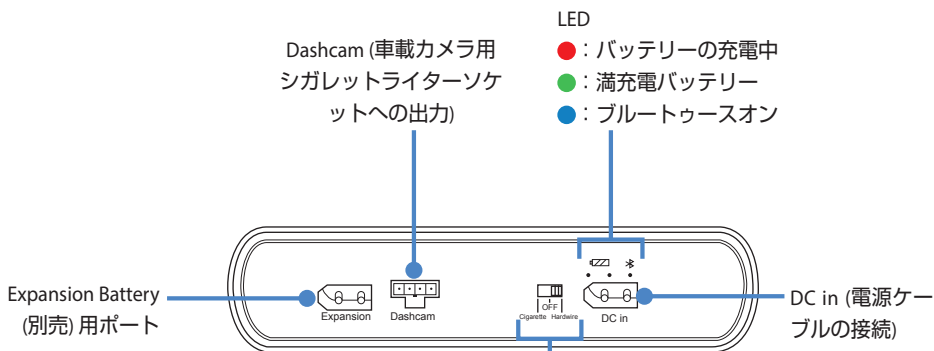 LED
●：バッテリーの充電中
●：満充電バッテリー
●：ブルートゥースオン
Dashcam (車載カメラ用
シガレットライターソケ
ットへの出力)
Expansion Battery
(別売) 用ポート
Expansion
Dashcam
OFF
Cigarette Hardwire
DC in
DC in (電源ケー
ブルの接続)